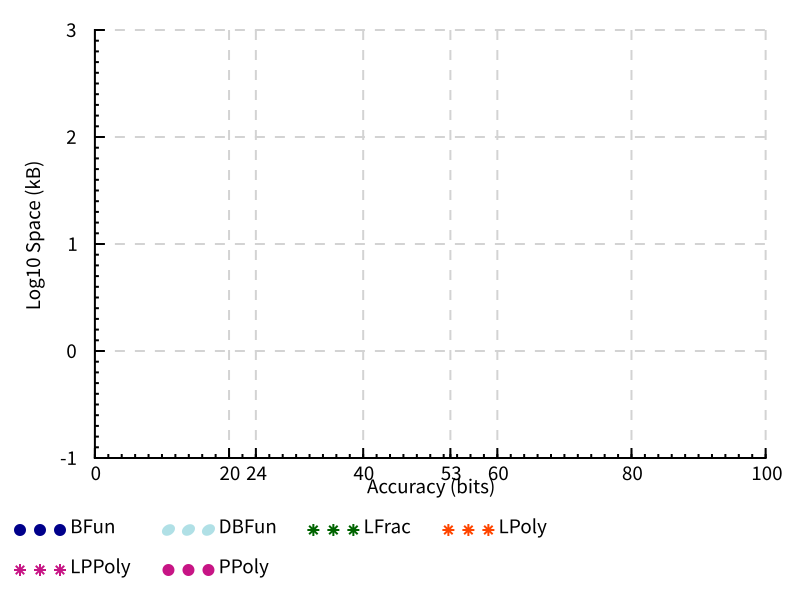 3
2
1
0
-1
Log10 Space (kB)
0 20 24 40 53 60 80 100
Accuracy (bits)
BFun DBFun LFrac LPoly
LPPoly PPoly